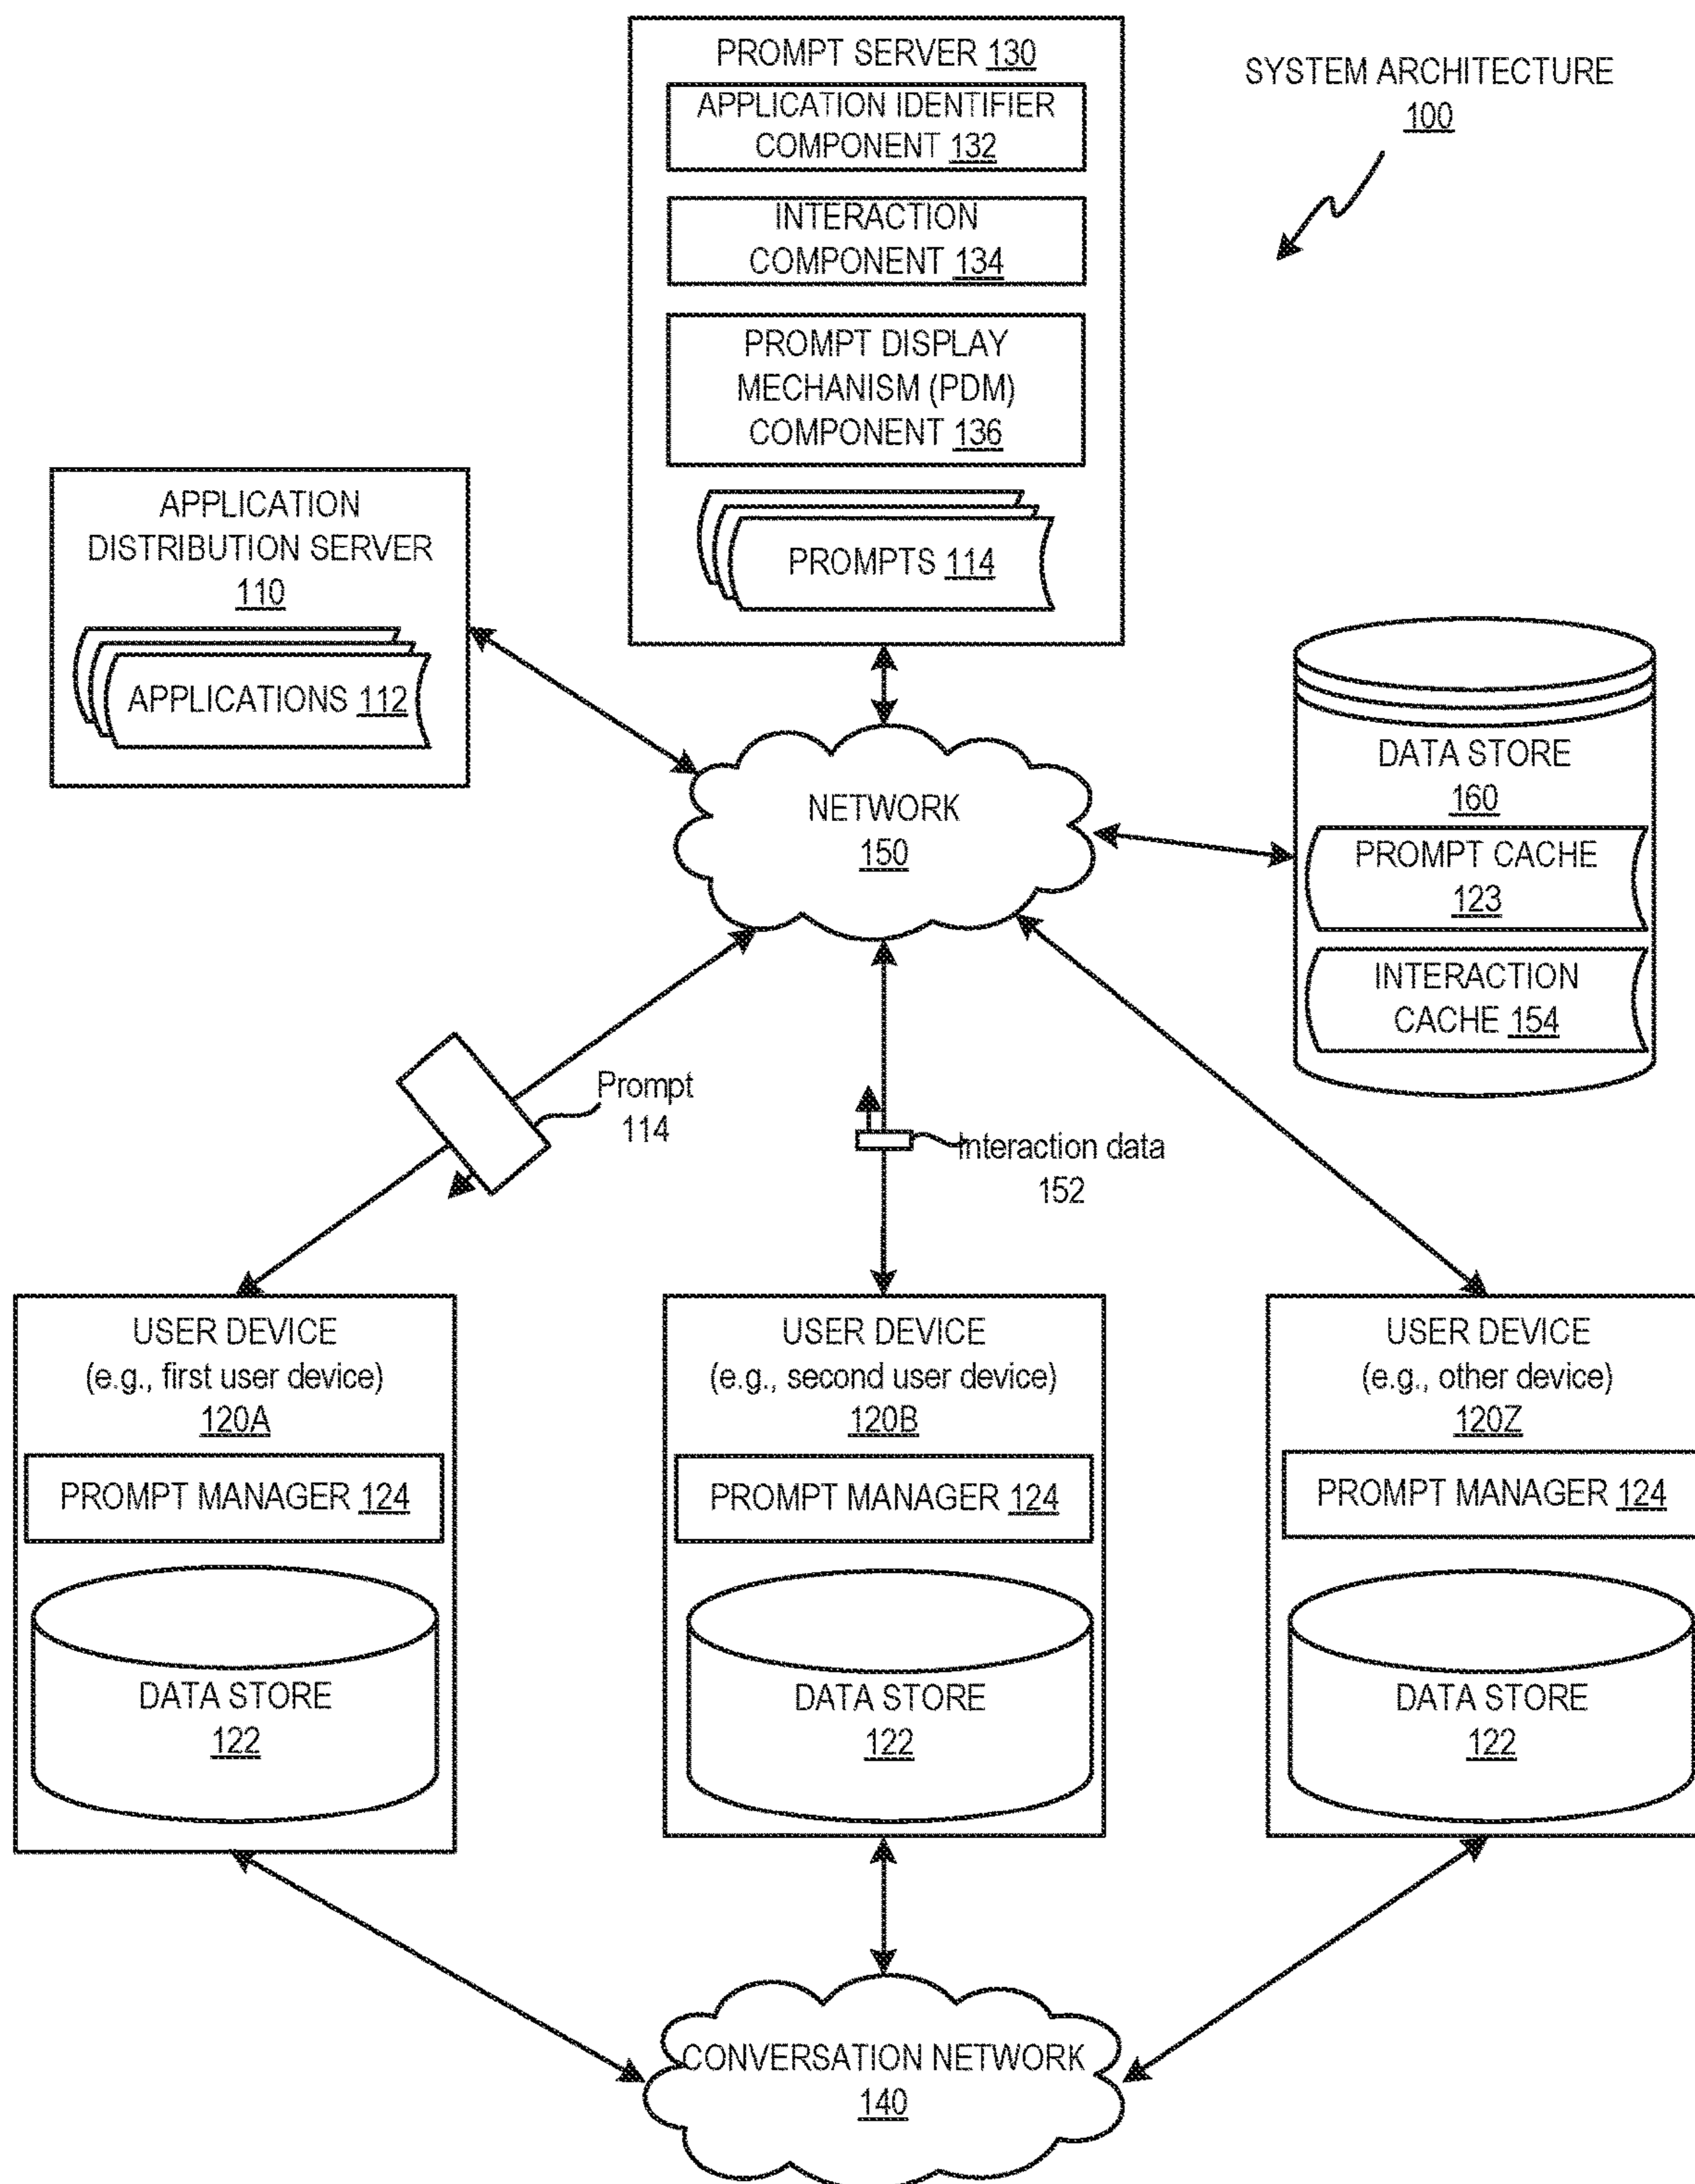 PROMPT SERVER 130
APPLICATION IDENTIFIER
COMPONENT 132
INTERACTION
COMPONENT 134
PROMPT DISPLAY
MECHANISM (PDM)
COMPONENT 136
PROMPTS 114
SYSTEM ARCHITECTURE
100
APPLICATION
DISTRIBUTION SERVER
110
APPLICATIONS 112
NETWORK
150
DATA STORE
160
PROMPT CACHE
123
INTERACTION
CACHE 154
Prompt
114
Interaction data
152
USER DEVICE
(e.g., first user device)
120A
PROMPT MANAGER 124
DATA STORE
122
USER DEVICE
(e.g., second user device)
120B
PROMPT MANAGER 124
DATA STORE
122
USER DEVICE
(e.g., other device)
120Z
PROMPT MANAGER 124
DATA STORE
122
CONVERSATION NETWORK
140